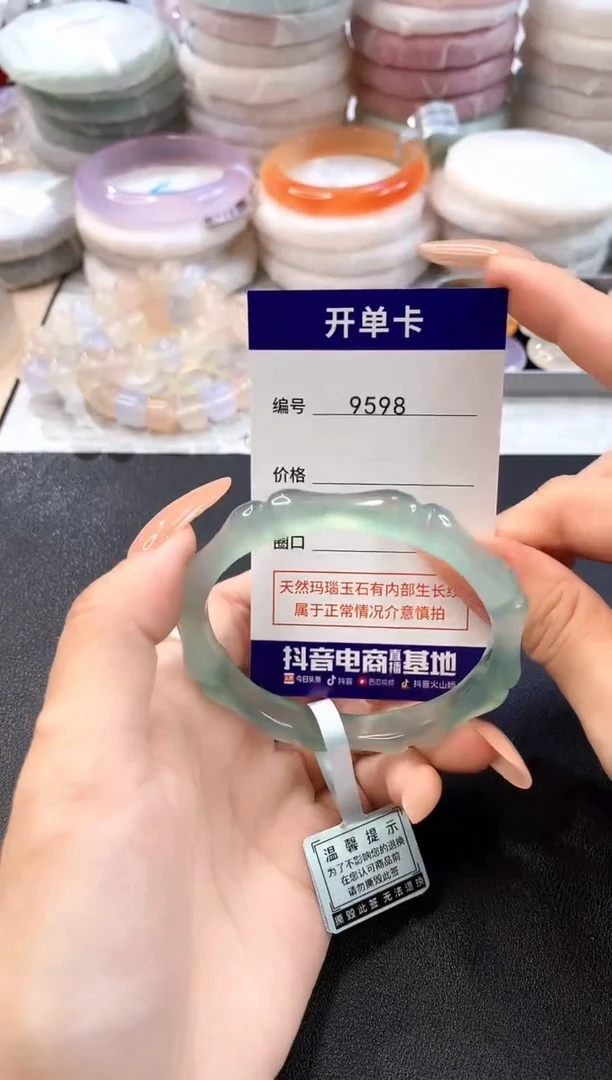 开单卡
编号 9598
价格
圈口
天然玛瑙玉石有内部生长纹
属于正常情况介意慎拍
抖音电商直播基地
今日头条 抖音 西瓜视频 抖音火山版
温馨提示
为了不影响您的退换
在您认可商品前
请勿撕毁此签
撕毁此签 无法退换